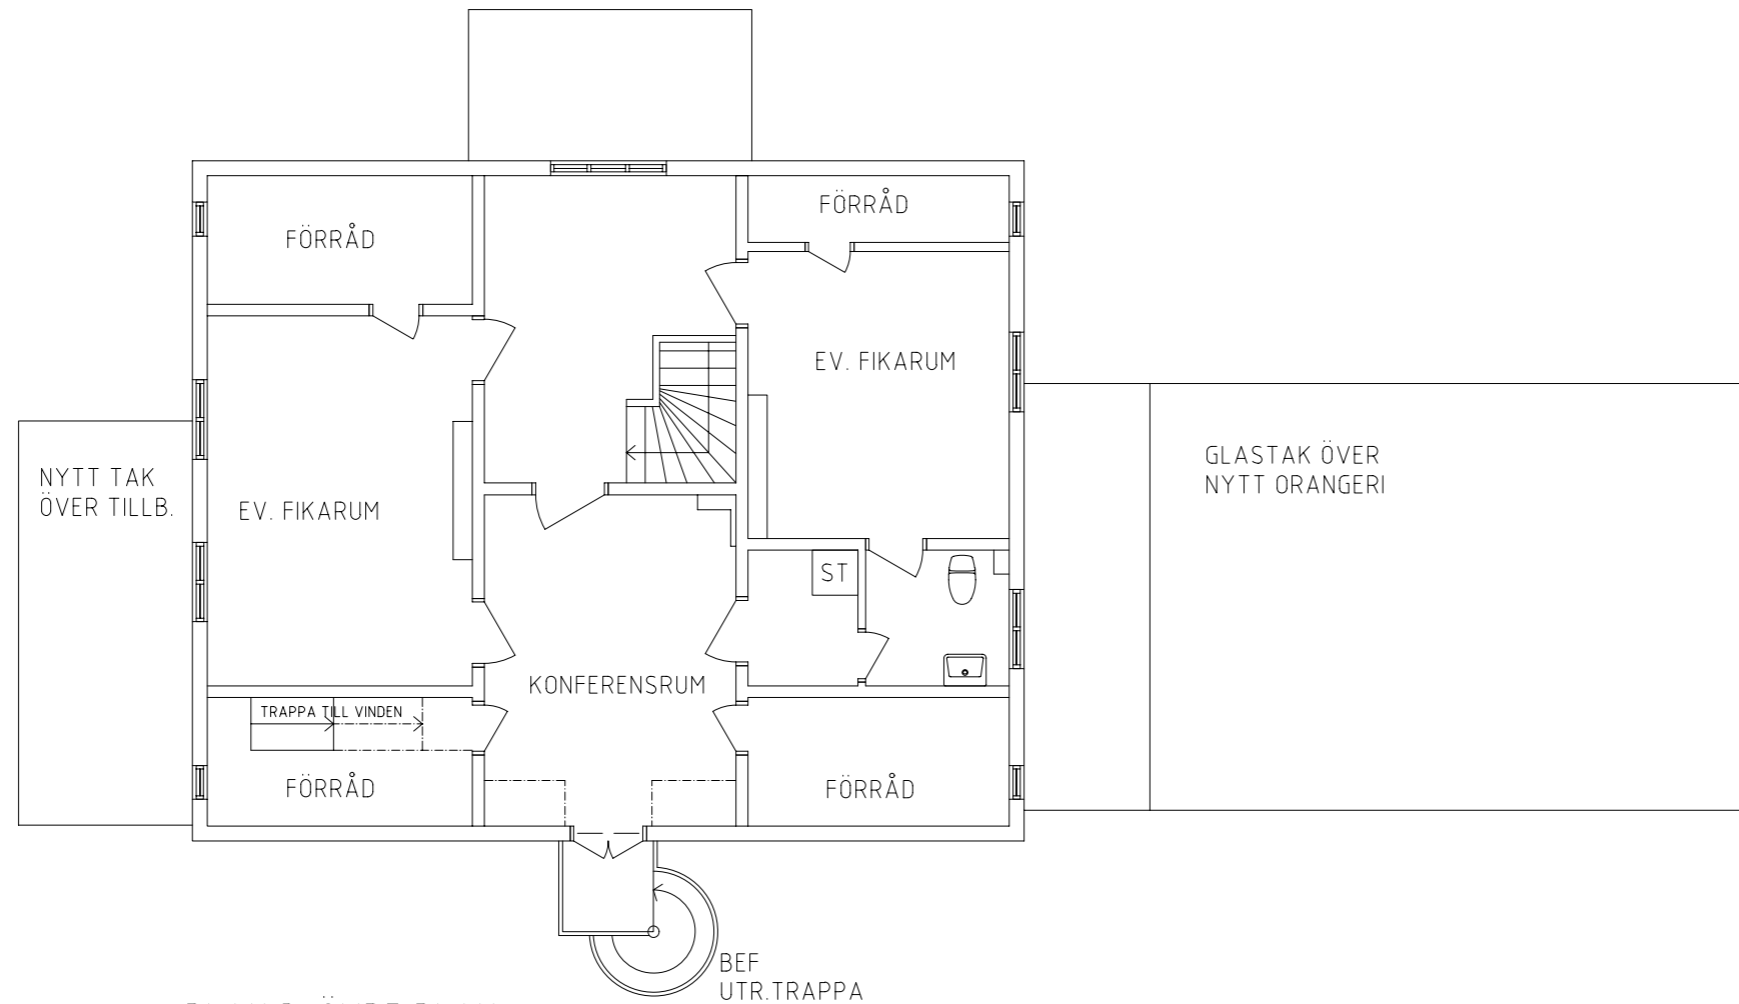 FÖRRÅD
FÖRRÅD
EV. FIKARUM
GLASTAK ÖVER
NYTT ORANGERI
NYTT TAK
ÖVER TILLB.
EV. FIKARUM
ST
KONFERENSRUM
TRAPPA TILL VINDEN
FÖRRÅD
FÖRRÅD
BEF
UTR.TRAPPA